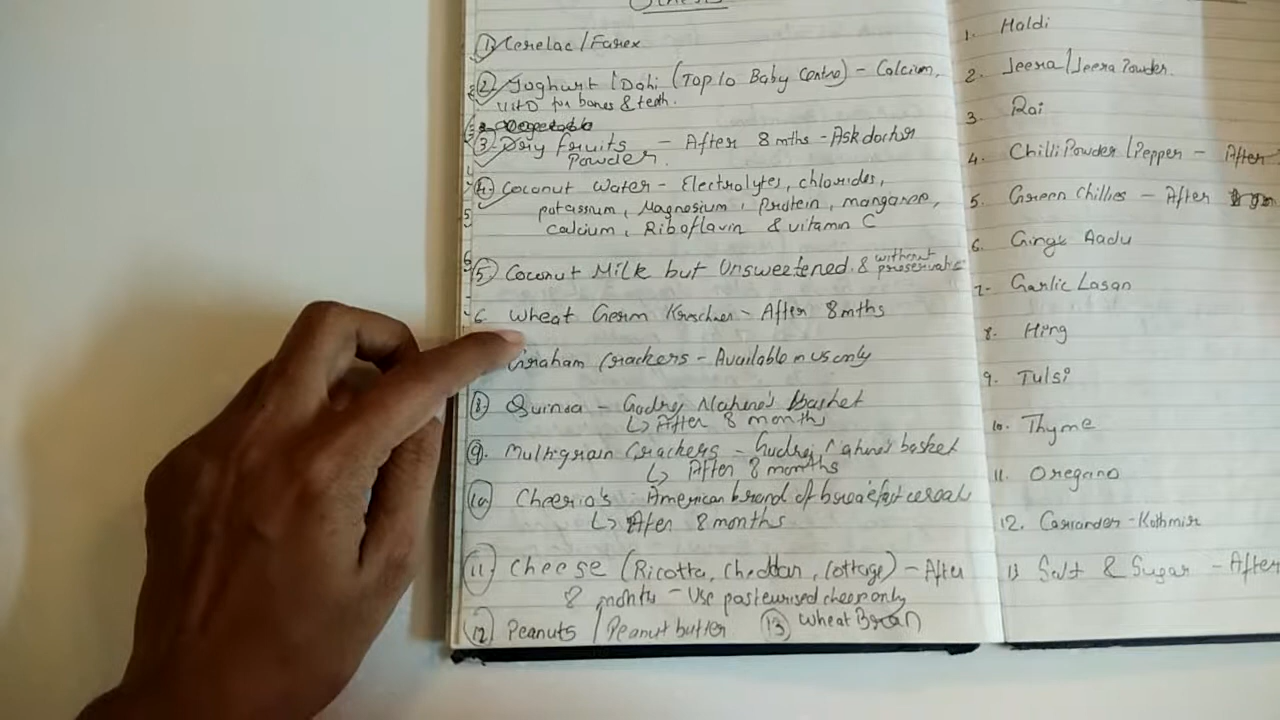 Others
1) Cerelac / Farex
2) Yoghurt / Dahi (Top 10 Baby Centre) - Calcium,
Vit D for bones & teeth.
Vegetable
3. Dry fruits - After 8 mths - Ask doctor
Powder.
4) Coconut Water - Electrolytes, chlorides,
potassium, Magnesium, Protein, manganese,
calcium, Riboflavin & vitamin C
5) Coconut Milk but Unsweetened & without
preservative
6. Wheat Germ - After 8 mths
Graham Crackers - Available in US only
8) Quinoa - Godrej Nature's basket
↳ After 8 months
9. Multigrain Crackers - Godrej Nature's basket
↳ After 8 months
10) Cheerio's American brand of breakfast cereal
↳ After 8 months
11) Cheese (Ricotta, Cheddar, Cottage) - After
8 months - Use pasteurised cheese only
12) Peanuts / Peanut butter 13) Wheat Bran
1. Haldi
2. Jeera / Jeera Powder.
3. Rai
4. Chilli Powder / Pepper - After
5. Green Chillies - After
6. Ginge Aadu
7. Garlic Lasan
8. Hing
9. Tulsi
10. Thyme
11. Oregano
12. Coriander - Kothmir
13 Salt & Sugar - After